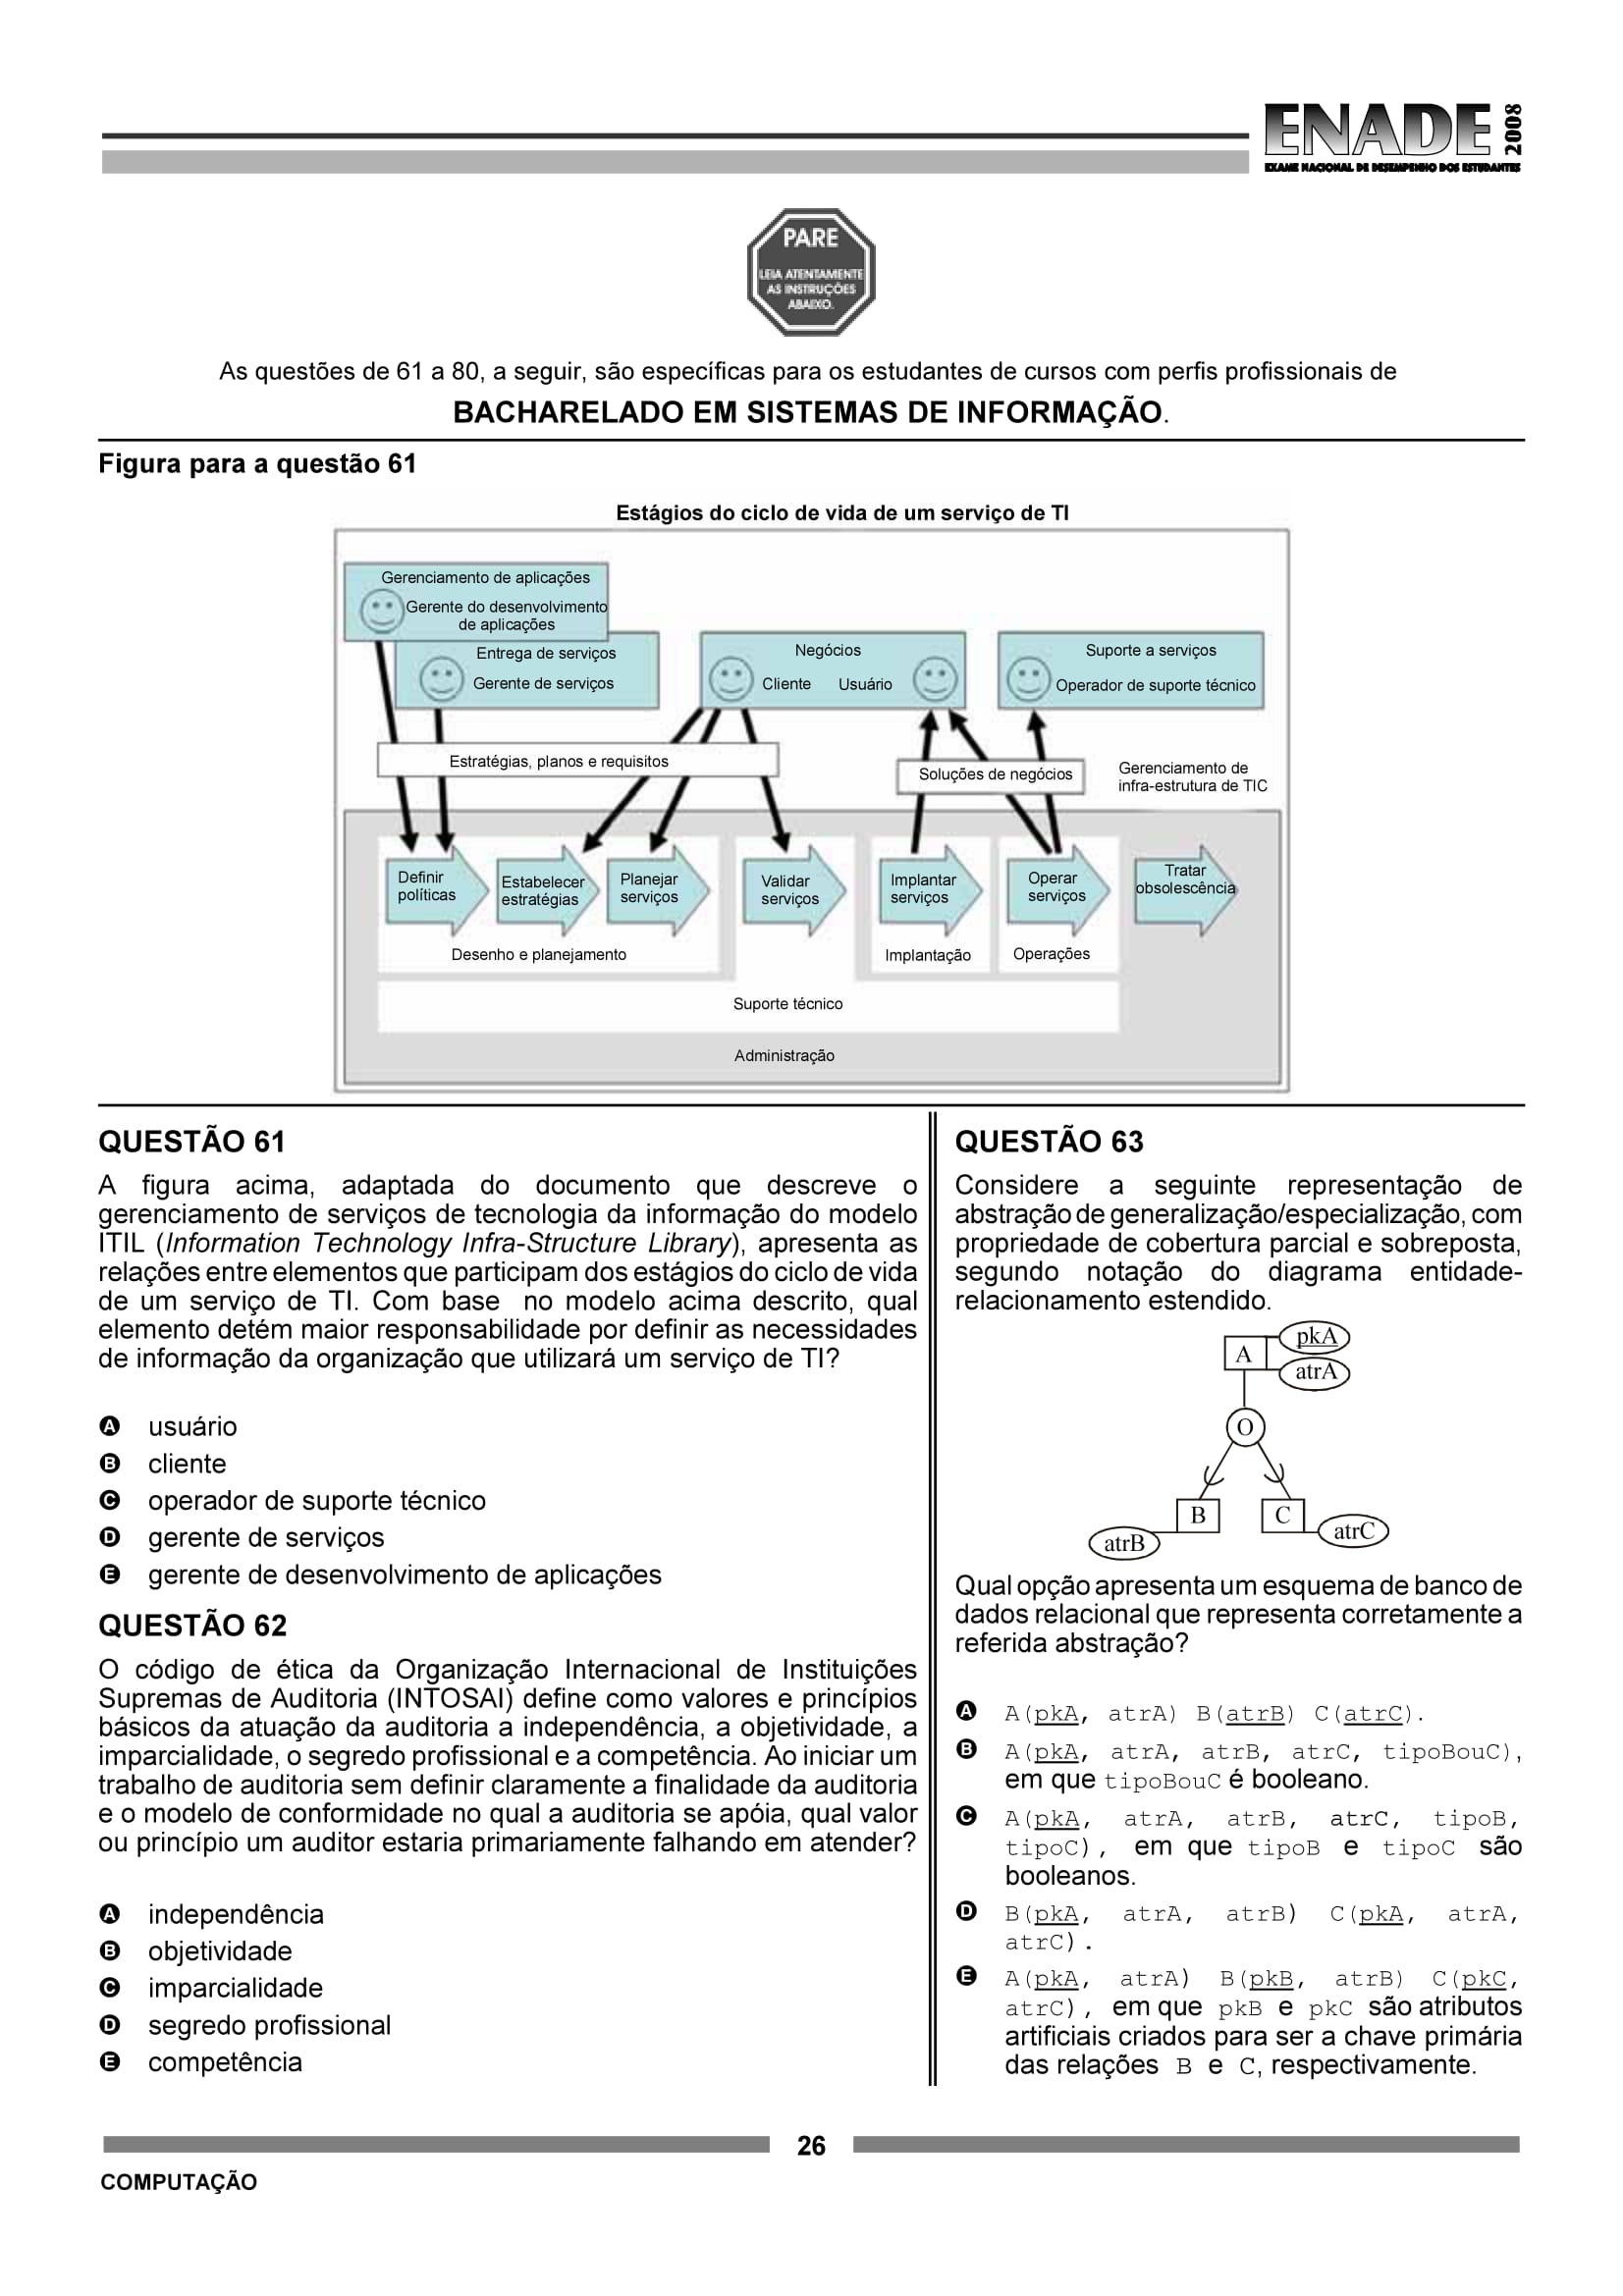 ENADE 2008
EXAME NACIONAL DE DESEMPENHO DOS ESTUDANTES
PARE
LEIA ATENTAMENTE
AS INSTRUÇÕES
ABAIXO.
As questões de 61 a 80, a seguir, são específicas para os estudantes de cursos com perfis profissionais de
BACHARELADO EM SISTEMAS DE INFORMAÇÃO.
Figura para a questão 61
Estágios do ciclo de vida de um serviço de TI
Gerenciamento de aplicações
Gerente do desenvolvimento
de aplicações
Entrega de serviços
Gerente de serviços
Negócios
Cliente Usuário
Suporte a serviços
Operador de suporte técnico
Estratégias, planos e requisitos
Soluções de negócios
Gerenciamento de
infra-estrutura de TIC
Definir
políticas
Estabelecer
estratégias
Planejar
serviços
Validar
serviços
Implantar
serviços
Operar
serviços
Tratar
obsolescência
Desenho e planejamento
Implantação
Operações
Suporte técnico
Administração
QUESTÃO 61
A figura acima, adaptada do documento que descreve o
gerenciamento de serviços de tecnologia da informação do modelo
ITIL (Information Technology Infra-Structure Library), apresenta as
relações entre elementos que participam dos estágios do ciclo de vida
de um serviço de TI. Com base no modelo acima descrito, qual
elemento detém maior responsabilidade por definir as necessidades
de informação da organização que utilizará um serviço de TI?
A usuário
B cliente
C operador de suporte técnico
D gerente de serviços
E gerente de desenvolvimento de aplicações
QUESTÃO 62
O código de ética da Organização Internacional de Instituições
Supremas de Auditoria (INTOSAI) define como valores e princípios
básicos da atuação da auditoria a independência, a objetividade, a
imparcialidade, o segredo profissional e a competência. Ao iniciar um
trabalho de auditoria sem definir claramente a finalidade da auditoria
e o modelo de conformidade no qual a auditoria se apóia, qual valor
ou princípio um auditor estaria primariamente falhando em atender?
A independência
B objetividade
C imparcialidade
D segredo profissional
E competência
QUESTÃO 63
Considere a seguinte representação de
abstração de generalização/especialização, com
propriedade de cobertura parcial e sobreposta,
segundo notação do diagrama entidade-
relacionamento estendido.
pkA
A
atrA
O
B
C
atrB
atrC
Qual opção apresenta um esquema de banco de
dados relacional que representa corretamente a
referida abstração?
A A(pkA, atrA) B(atrB) C(atrC).
B A(pkA, atrA, atrB, atrC, tipoBouC),
em que tipoBouC é booleano.
C A(pkA, atrA, atrB, atrC, tipoB,
tipoC), em que tipoB e tipoC são
booleanos.
D B(pkA, atrA, atrB) C(pkA, atrA,
atrC).
E A(pkA, atrA) B(pkB, atrB) C(pkC,
atrC), em que pkB e pkC são atributos
artificiais criados para ser a chave primária
das relações B e C, respectivamente.
26
COMPUTAÇÃO